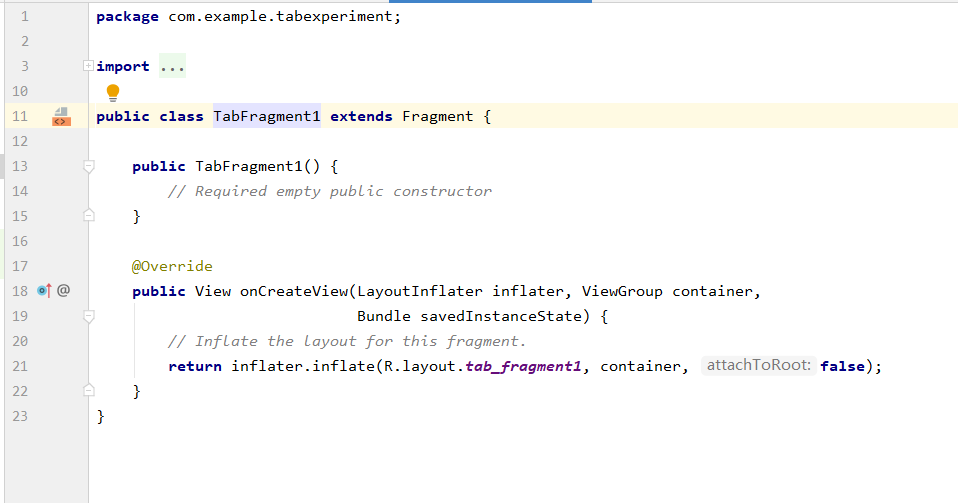 1 package com.example.tabexperiment;
2
3 import ...
10
11 public class TabFragment1 extends Fragment {
12
13 public TabFragment1() {
14 // Required empty public constructor
15 }
16
17 @Override
18 public View onCreateView(LayoutInflater inflater, ViewGroup container,
19 Bundle savedInstanceState) {
20 // Inflate the layout for this fragment.
21 return inflater.inflate(R.layout.tab_fragment1, container, attachToRoot: false);
22 }
23 }